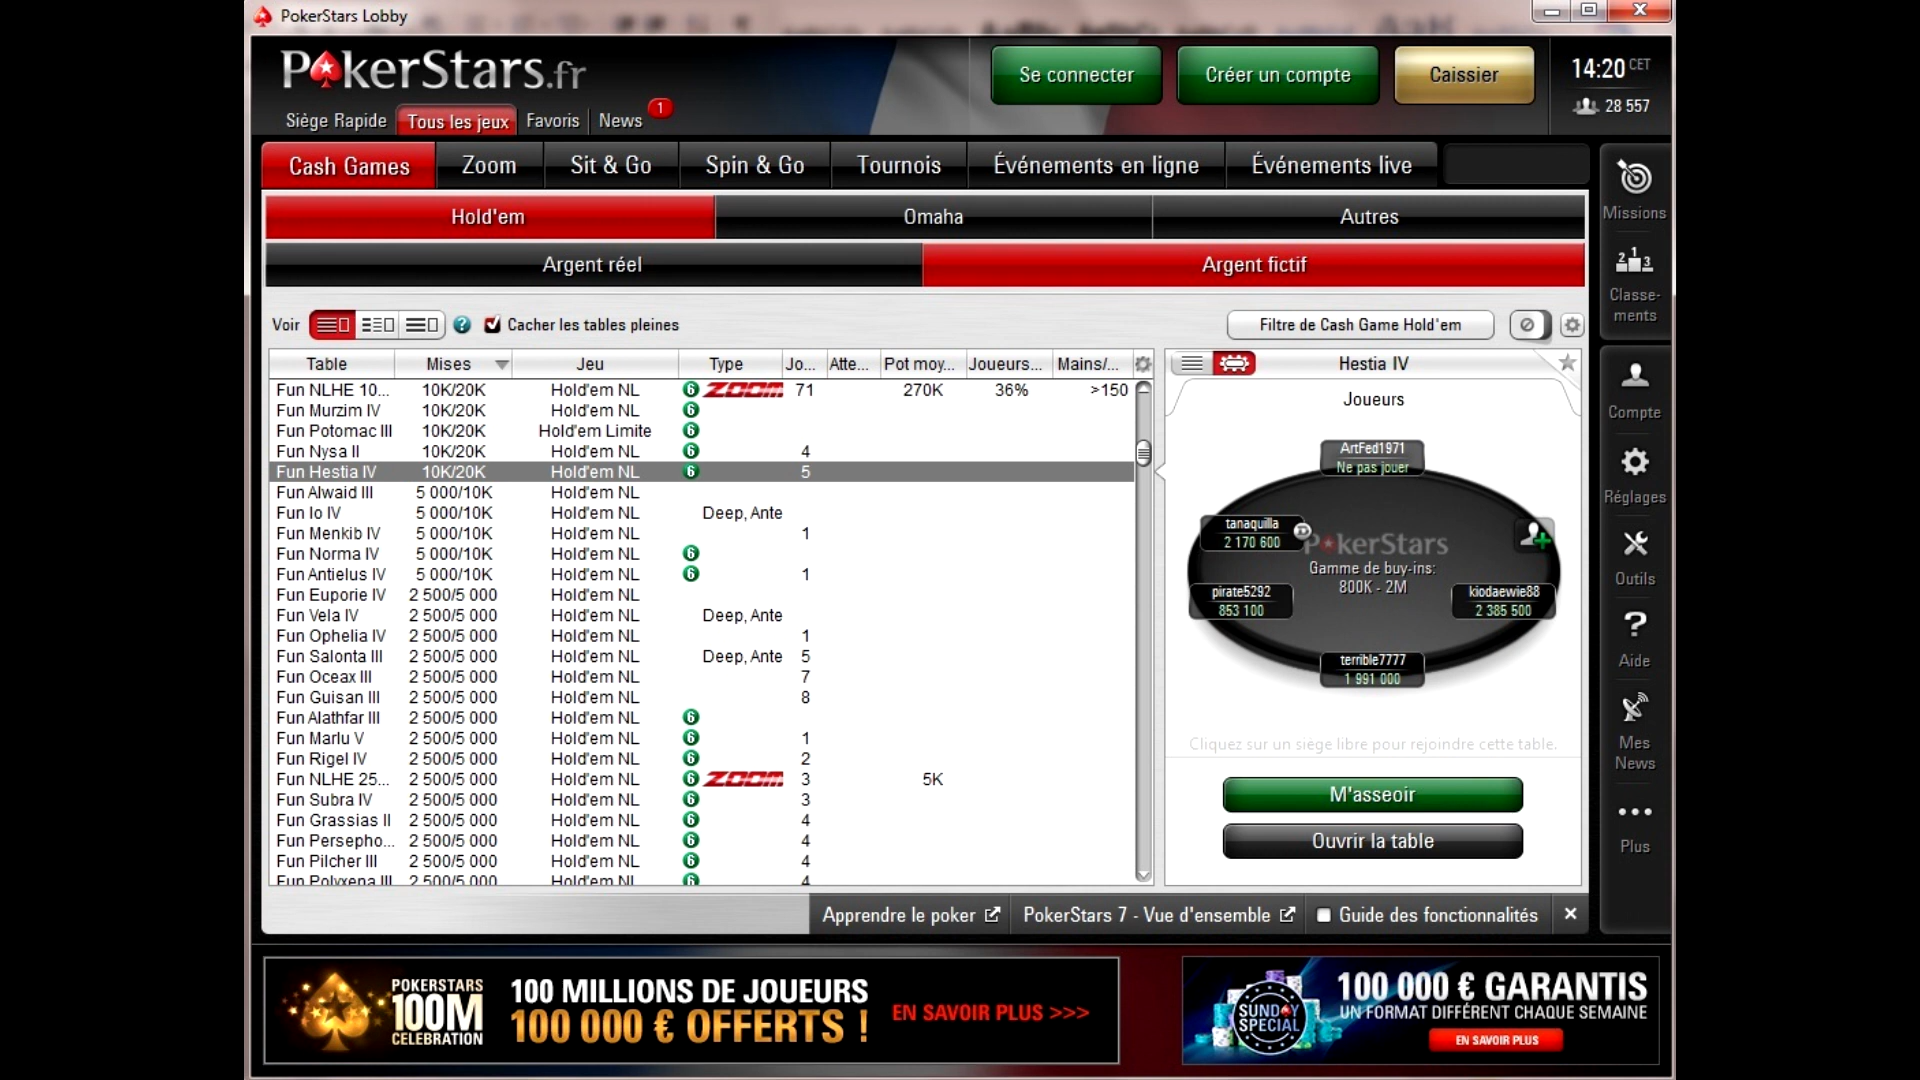 PokerStars Lobby
PokerStars.fr
Se connecter
Créer un compte
Caissier
14:20 CET
28 557
Siège Rapide
Tous les jeux
Favoris
News
1
Cash Games
Zoom
Sit & Go
Spin & Go
Tournois
Événements en ligne
Événements live
Hold'em
Omaha
Autres
Argent réel
Argent fictif
Voir
Cacher les tables pleines
Filtre de Cash Game Hold'em
Table Mises Jeu Type Jo... Atte... Pot moy... Joueurs... Mains/...
Fun NLHE 10... 10K/20K Hold'em NL 6 ZOOM 71 270K 36% >150
Fun Murzim IV 10K/20K Hold'em NL 6
Fun Potomac III 10K/20K Hold'em Limite 6
Fun Nysa II 10K/20K Hold'em NL 6 4
Fun Hestia IV 10K/20K Hold'em NL 6 5
Fun Alwaid III 5 000/10K Hold'em NL
Fun Io IV 5 000/10K Hold'em NL Deep, Ante
Fun Menkib IV 5 000/10K Hold'em NL 1
Fun Norma IV 5 000/10K Hold'em NL 6
Fun Antielus IV 5 000/10K Hold'em NL 6 1
Fun Euporie IV 2 500/5 000 Hold'em NL
Fun Vela IV 2 500/5 000 Hold'em NL Deep, Ante
Fun Ophelia IV 2 500/5 000 Hold'em NL 1
Fun Salonta III 2 500/5 000 Hold'em NL Deep, Ante 5
Fun Oceax III 2 500/5 000 Hold'em NL 7
Fun Guisan III 2 500/5 000 Hold'em NL 8
Fun Alathfar III 2 500/5 000 Hold'em NL 6
Fun Marlu V 2 500/5 000 Hold'em NL 6 1
Fun Rigel IV 2 500/5 000 Hold'em NL 6 2
Fun NLHE 25... 2 500/5 000 Hold'em NL 6 ZOOM 3 5K
Fun Subra IV 2 500/5 000 Hold'em NL 6 3
Fun Grassias II 2 500/5 000 Hold'em NL 6 4
Fun Persepho... 2 500/5 000 Hold'em NL 6 4
Fun Pilcher III 2 500/5 000 Hold'em NL 6 4
Fun Polyxena III 2 500/5 000 Hold'em NL 6 4
Hestia IV
Joueurs
ArtFed1971
Ne pas jouer
tanaquilla
2 170 600
D
PokerStars
Gamme de buy-ins:
800K - 2M
pirate5292
853 100
kiodaewie88
2 385 500
terrible7777
1 991 000
Cliquez sur un siege libre pour rejoindre cette table.
M'asseoir
Ouvrir la table
Missions
2 1 3
Classe-
ments
Compte
Réglages
Outils
?
Aide
Mes
News
Plus
Apprendre le poker
PokerStars 7 - Vue d'ensemble
Guide des fonctionnalités
POKERSTARS
100M
CELEBRATION
100 MILLIONS DE JOUEURS
100 000 € OFFERTS !
EN SAVOIR PLUS >>>
SUNDAY
SPECIAL
100 000 € GARANTIS
UN FORMAT DIFFÉRENT CHAQUE SEMAINE
EN SAVOIR PLUS